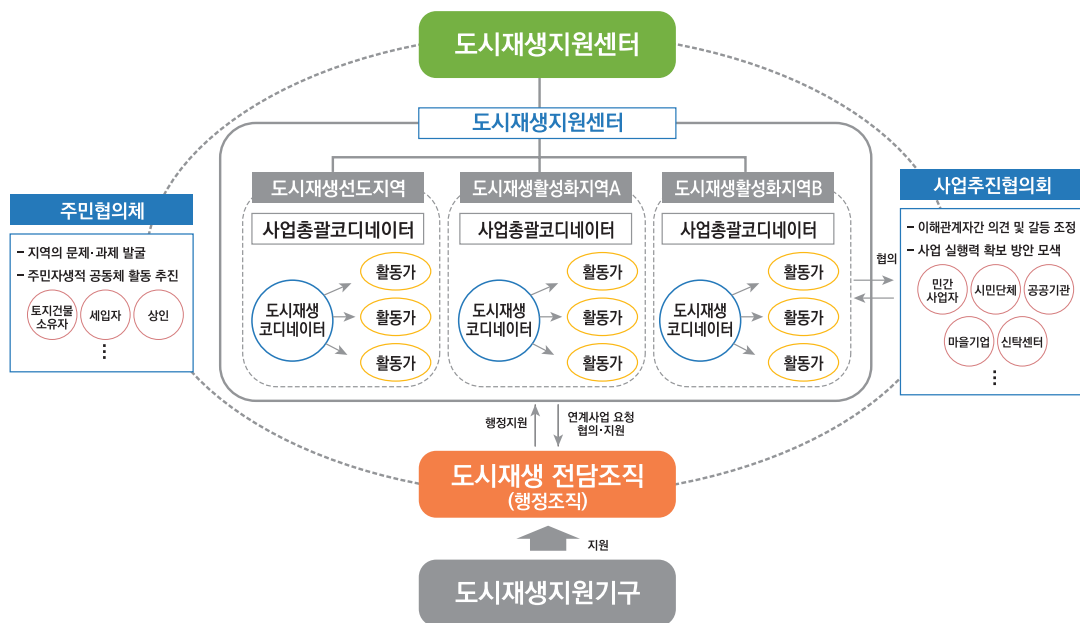 도시재생지원센터
도시재생지원센터
도시재생선도지역
사업총괄코디네이터
도시재생
코디네이터
활동가
활동가
활동가
도시재생활성화지역A
사업총괄코디네이터
도시재생
코디네이터
활동가
활동가
활동가
도시재생활성화지역B
사업총괄코디네이터
도시재생
코디네이터
활동가
활동가
활동가
주민협의체
- 지역의 문제·과제 발굴
- 주민자생적 공동체 활동 추진
토지건물
소유자
세입자
상인
⋮
협의
사업추진협의회
- 이해관계자간 의견 및 갈등 조정
- 사업 실행력 확보 방안 모색
민간
사업자
시민단체
공공기관
마을기업
신탁센터
⋮
행정지원
연계사업 요청
협의·지원
도시재생 전담조직
(행정조직)
지원
도시재생지원기구